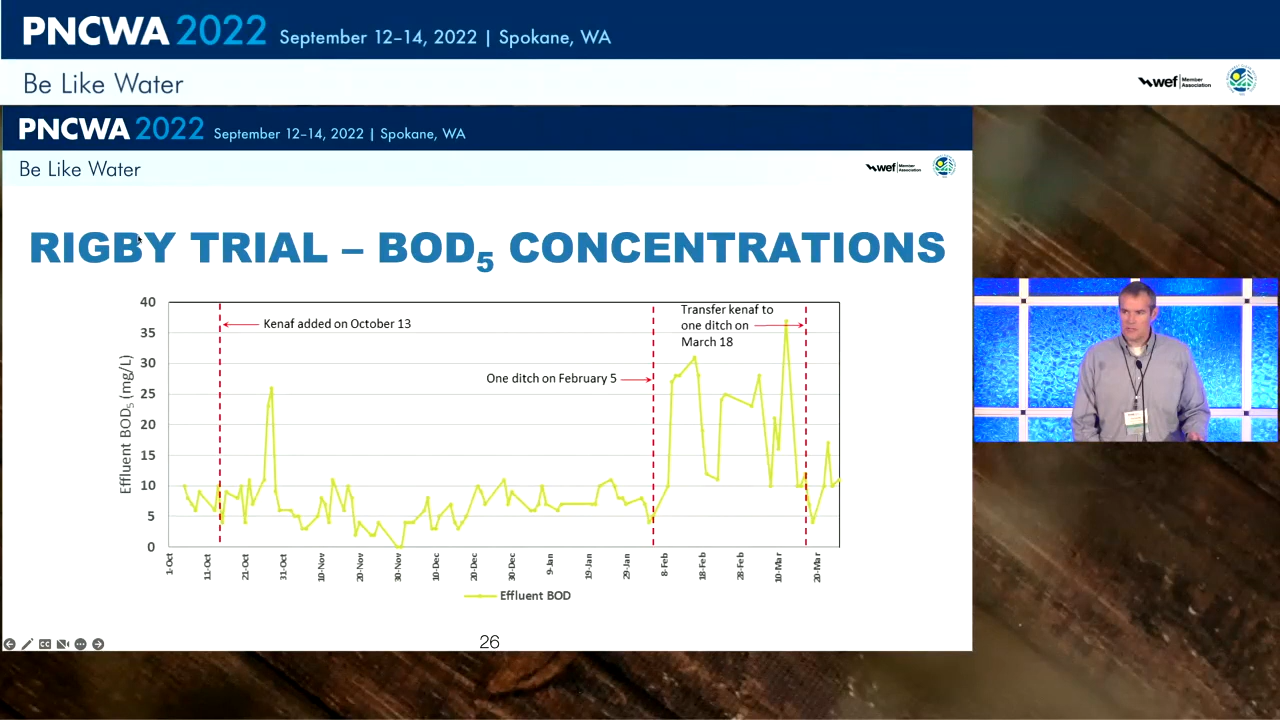 PNCWA 2022 September 12–14, 2022 | Spokane, WA
Be Like Water
wef Member Association
PNCWA 2022 September 12–14, 2022 | Spokane, WA
Be Like Water
wef Member Association
RIGBY TRIAL – BOD5 CONCENTRATIONS
Effluent BOD5 (mg/L)
40
35
30
25
20
15
10
5
0
Kenaf added on October 13
One ditch on February 5
Transfer kenaf to
one ditch on
March 18
1-Oct
11-Oct
21-Oct
31-Oct
10-Nov
20-Nov
30-Nov
10-Dec
20-Dec
30-Dec
9-Jan
19-Jan
29-Jan
8-Feb
18-Feb
28-Feb
10-Mar
20-Mar
Effluent BOD
26
CC